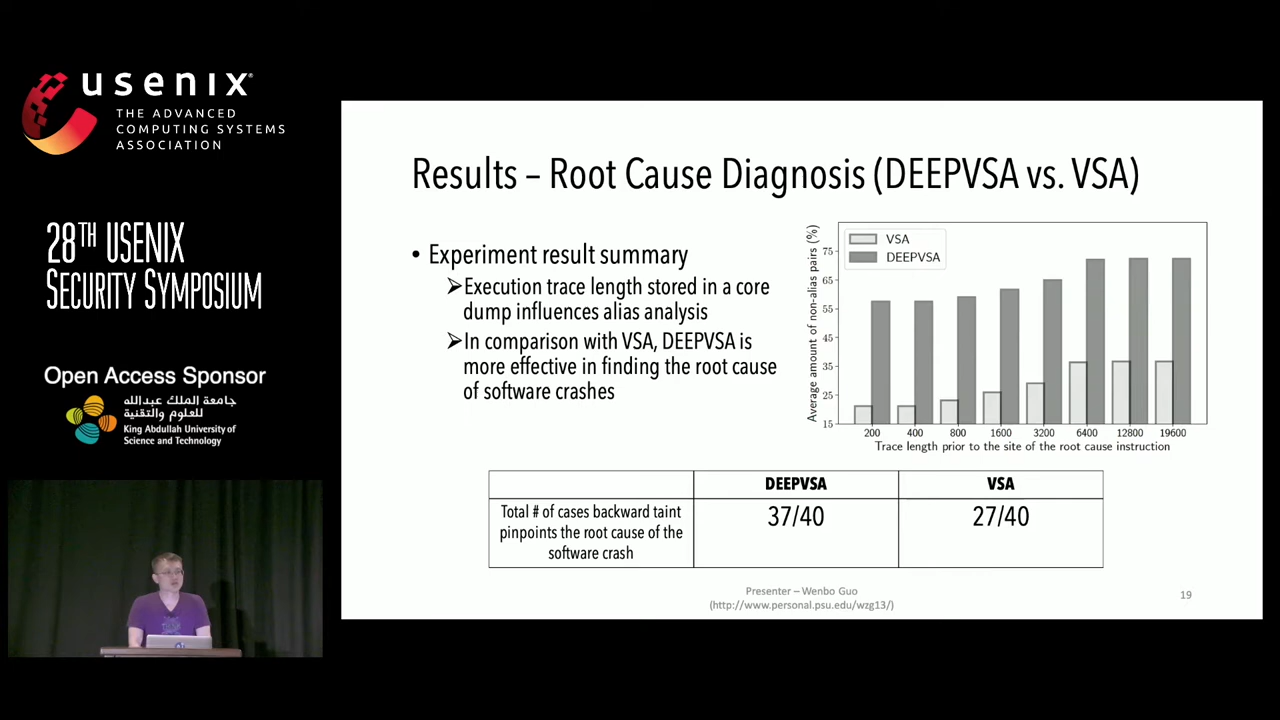 usenix
THE ADVANCED
COMPUTING SYSTEMS
ASSOCIATION
28TH USENIX
SECURITY SYMPOSIUM
Open Access Sponsor
جامعة الملك عبدالله
للعلوم والتقنية
King Abdullah University of
Science and Technology
Results – Root Cause Diagnosis (DEEPVSA vs. VSA)
• Experiment result summary
➢Execution trace length stored in a core
dump influences alias analysis
➢In comparison with VSA, DEEPVSA is
more effective in finding the root cause
of software crashes
Average amount of non-alias pairs (%)
VSA
DEEPVSA
75
65
55
45
35
25
15
200 400 800 1600 3200 6400 12800 19600
Trace length prior to the site of the root cause instruction
DEEPVSA VSA
Total # of cases backward taint
pinpoints the root cause of the
software crash
37/40 27/40
Presenter – Wenbo Guo
(http://www.personal.psu.edu/wzg13/)
19